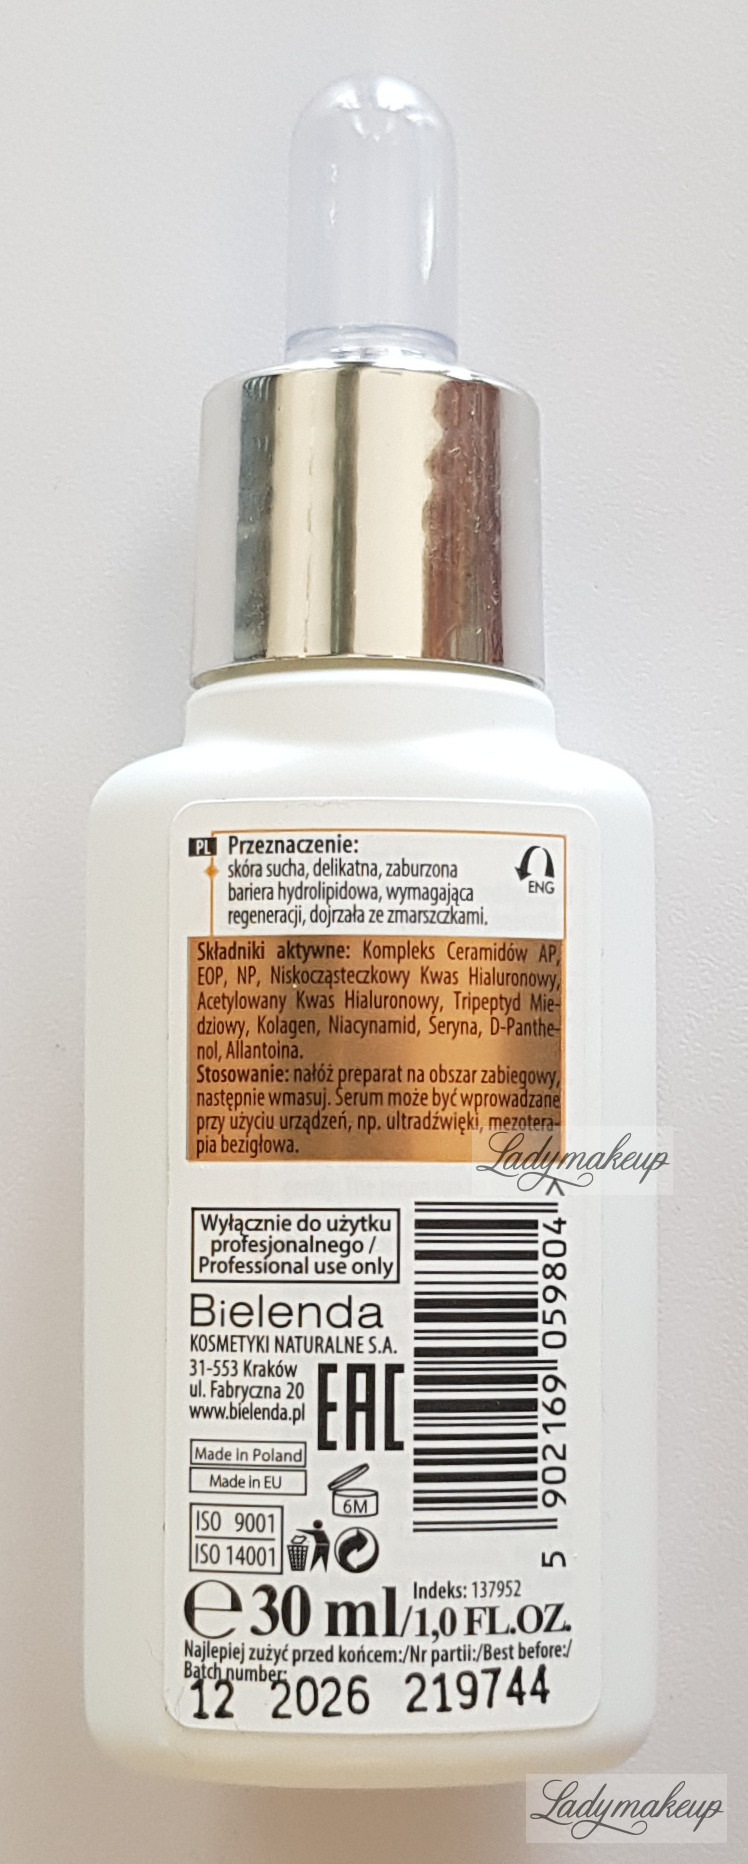 PL Przeznaczenie:
skóra sucha, delikatna, zaburzona
bariera hydrolipidowa, wymagająca
regeneracji, dojrzała ze zmarszczkami.
ENG
Składniki aktywne: Kompleks Ceramidów AP,
EOP, NP, Niskocząsteczkowy Kwas Hialuronowy,
Acetylowany Kwas Hialuronowy, Tripeptyd Mie-
dziowy, Kolagen, Niacynamid, Seryna, D-Panthe-
nol, Allantoina.
Stosowanie: nałóż preparat na obszar zabiegowy,
następnie wmasuj. Serum może być wprowadzane
przy użyciu urządzeń, np. ultradźwięki, mezotera-
pia bezigłowa.
Ladymakeup
Wyłącznie do użytku
profesjonalnego /
Professional use only
Bielenda
KOSMETYKI NATURALNE S.A.
31-553 Kraków
ul. Fabryczna 20
www.bielenda.pl
EAC
Made in Poland
Made in EU
6M
ISO 9001
ISO 14001
5 902169 059804 >
Indeks: 137952
e 30 ml/1,0 FL.OZ.
Najlepiej zużyć przed końcem:/Nr partii:/Best before:/
Batch number:
12 2026 219744
Ladymakeup